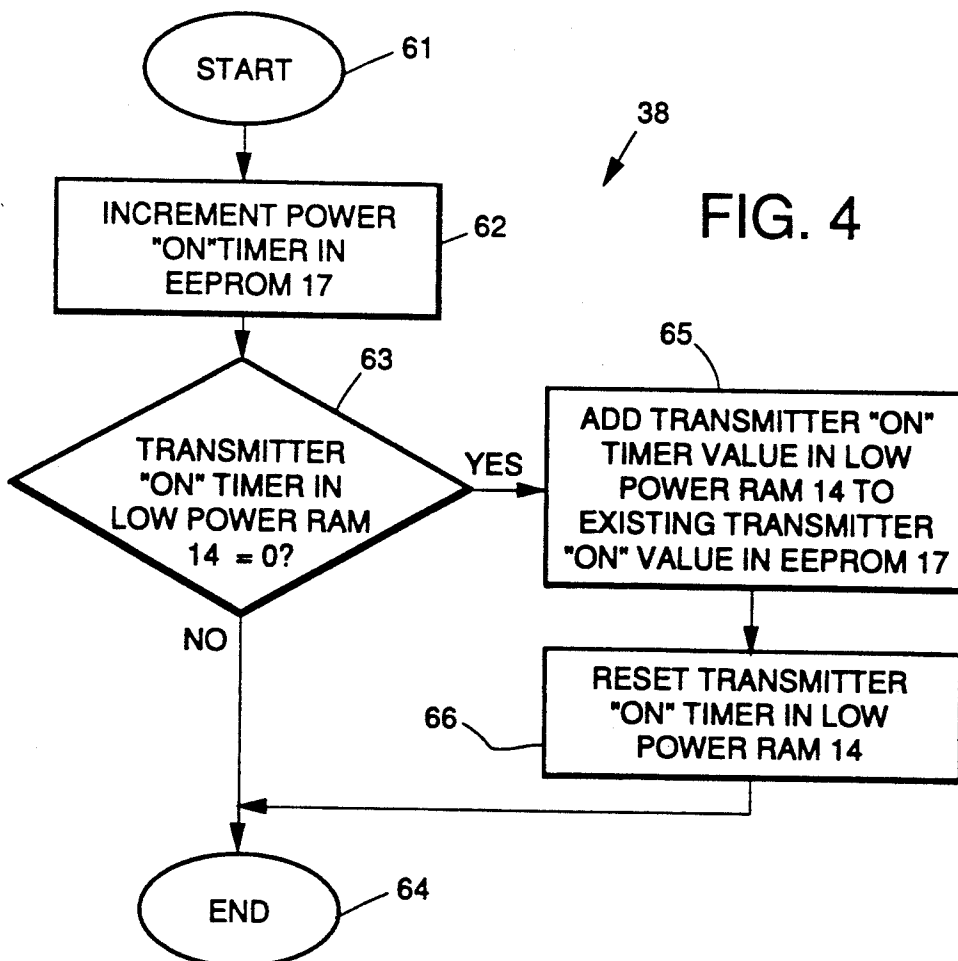 START
61
38
FIG. 4
INCREMENT POWER
"ON"TIMER IN
EEPROM 17
62
63
TRANSMITTER
"ON" TIMER IN
LOW POWER RAM
14 = 0?
YES
NO
65
ADD TRANSMITTER "ON"
TIMER VALUE IN LOW
POWER RAM 14 TO
EXISTING TRANSMITTER
"ON" VALUE IN EEPROM 17
RESET TRANSMITTER
"ON" TIMER IN LOW
POWER RAM 14
66
END
64